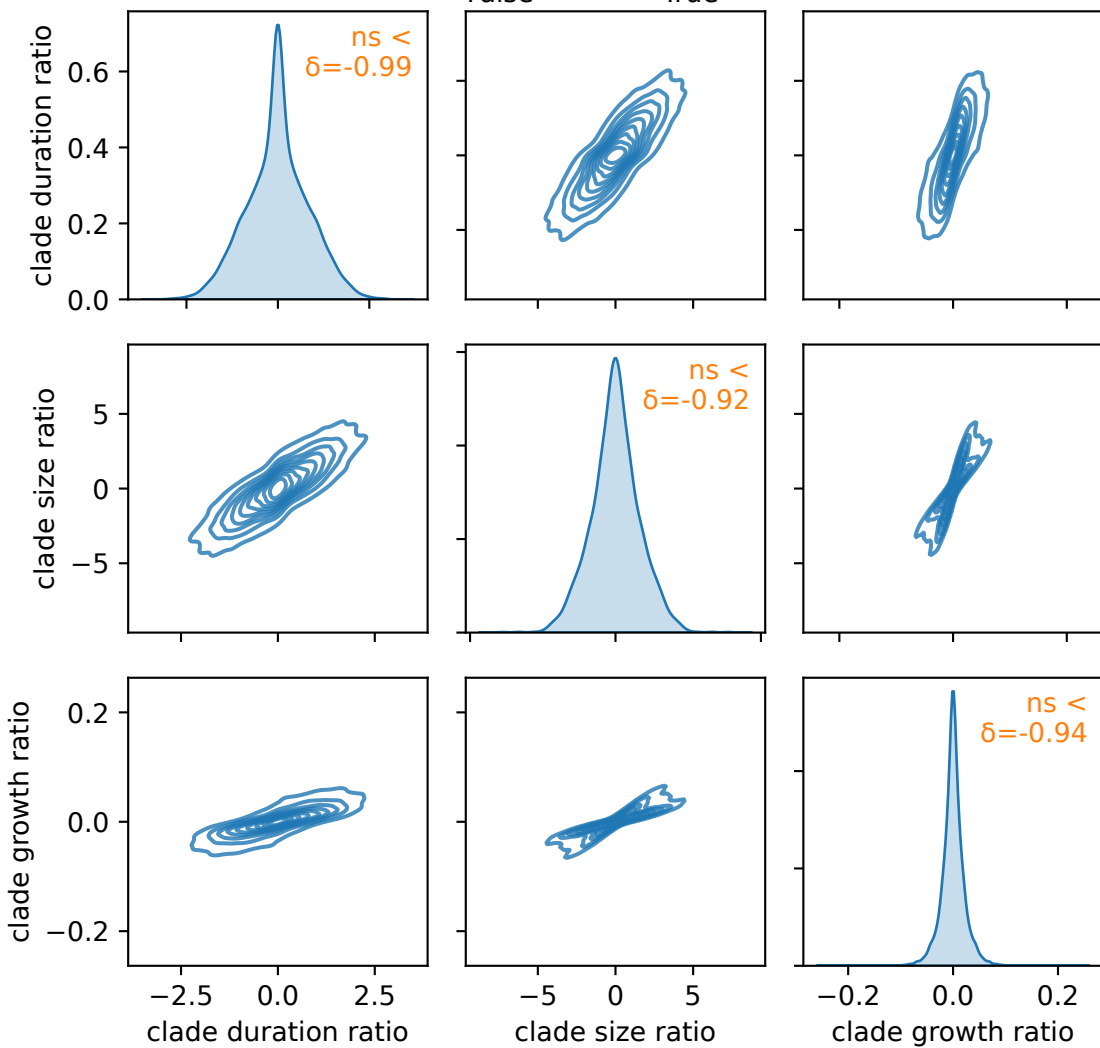 clade duration ratio
0.6
0.4
0.2
0.0
ns <
δ=-0.99
clade size ratio
5
0
−5
ns <
δ=-0.92
clade growth ratio
0.2
0.0
−0.2
ns <
δ=-0.94
−2.5 0.0 2.5
−5 0 5
−0.2 0.0 0.2
clade duration ratio
clade size ratio
clade growth ratio